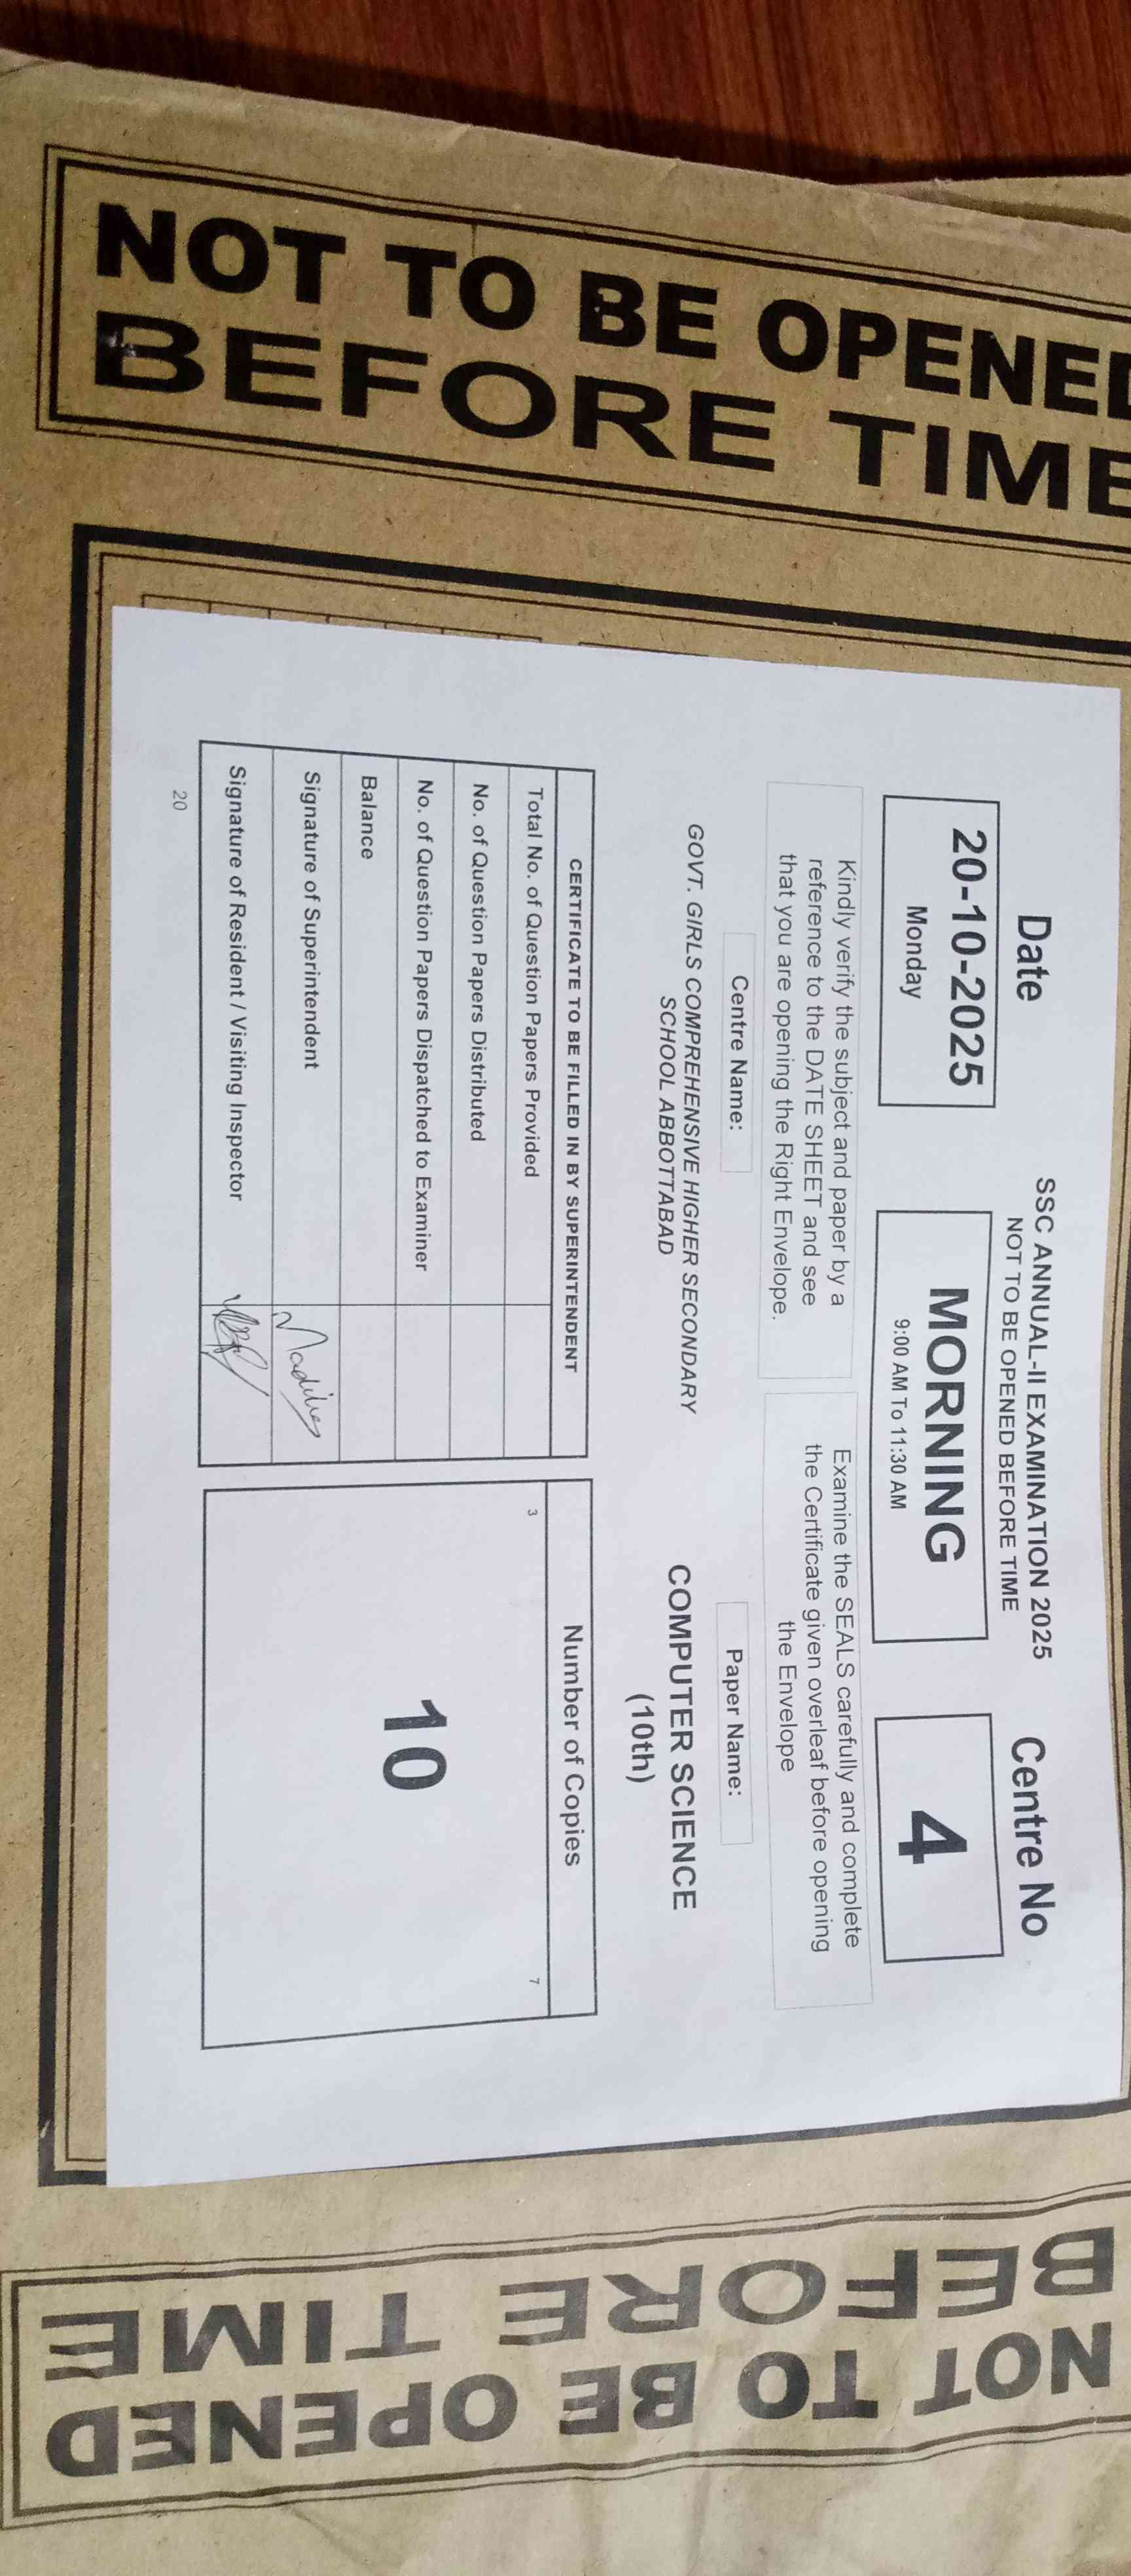 NOT TO BE OPENED
BEFORE TIME
SSC ANNUAL-II EXAMINATION 2025
NOT TO BE OPENED BEFORE TIME
Date
20-10-2025
Monday
MORNING
9:00 AM To 11:30 AM
Centre No
4
Kindly verify the subject and paper by a
reference to the DATE SHEET and see
that you are opening the Right Envelope.
Examine the SEALS carefully and complete
the Certificate given overleaf before opening
the Envelope
Centre Name:
GOVT. GIRLS COMPREHENSIVE HIGHER SECONDARY
SCHOOL ABBOTTABAD
Paper Name:
COMPUTER SCIENCE
(10th)
CERTIFICATE TO BE FILLED IN BY SUPERINTENDENT
Total No. of Question Papers Provided
No. of Question Papers Distributed
No. of Question Papers Dispatched to Examiner
Balance
Signature of Superintendent
Signature of Resident / Visiting Inspector
20
Number of Copies
3
7
10
NOT TO BE OPENED
BEFORE TIME